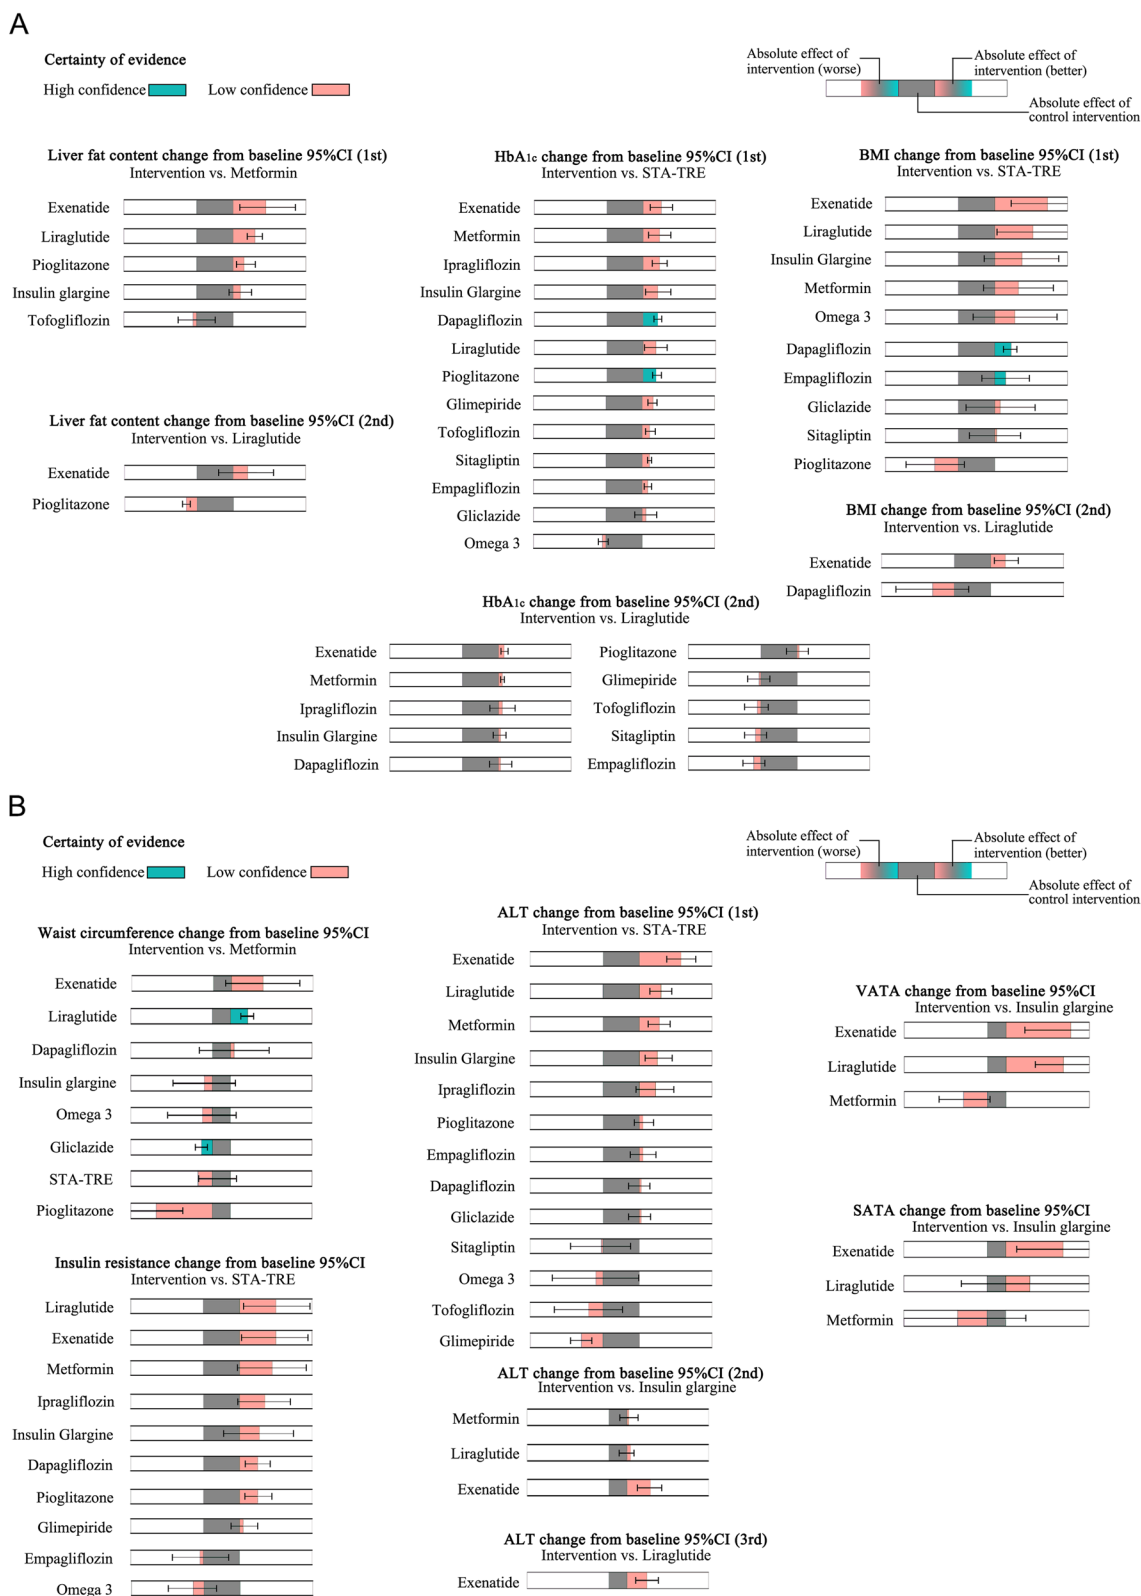 A
Certainty of evidence
High confidence
Low confidence
Absolute effect of
intervention (worse)
Absolute effect of
intervention (better)
Absolute effect of
control intervention
Liver fat content change from baseline 95%CI (1st)
Intervention vs. Metformin
Exenatide
Liraglutide
Pioglitazone
Insulin glargine
Tofogliflozin
Liver fat content change from baseline 95%CI (2nd)
Intervention vs. Liraglutide
Exenatide
Pioglitazone
HbA1c change from baseline 95%CI (1st)
Intervention vs. STA-TRE
Exenatide
Metformin
Ipragliflozin
Insulin Glargine
Dapagliflozin
Liraglutide
Pioglitazone
Glimepiride
Tofogliflozin
Sitagliptin
Empagliflozin
Gliclazide
Omega 3
BMI change from baseline 95%CI (1st)
Intervention vs. STA-TRE
Exenatide
Liraglutide
Insulin Glargine
Metformin
Omega 3
Dapagliflozin
Empagliflozin
Gliclazide
Sitagliptin
Pioglitazone
BMI change from baseline 95%CI (2nd)
Intervention vs. Liraglutide
Exenatide
Dapagliflozin
HbA1c change from baseline 95%CI (2nd)
Intervention vs. Liraglutide
Exenatide
Metformin
Ipragliflozin
Insulin Glargine
Dapagliflozin
Pioglitazone
Glimepiride
Tofogliflozin
Sitagliptin
Empagliflozin
B
Certainty of evidence
High confidence
Low confidence
Absolute effect of
intervention (worse)
Absolute effect of
intervention (better)
Absolute effect of
control intervention
Waist circumference change from baseline 95%CI
Intervention vs. Metformin
Exenatide
Liraglutide
Dapagliflozin
Insulin glargine
Omega 3
Gliclazide
STA-TRE
Pioglitazone
Insulin resistance change from baseline 95%CI
Intervention vs. STA-TRE
Liraglutide
Exenatide
Metformin
Ipragliflozin
Insulin Glargine
Dapagliflozin
Pioglitazone
Glimepiride
Empagliflozin
Omega 3
ALT change from baseline 95%CI (1st)
Intervention vs. STA-TRE
Exenatide
Liraglutide
Metformin
Insulin Glargine
Ipragliflozin
Pioglitazone
Empagliflozin
Dapagliflozin
Gliclazide
Sitagliptin
Omega 3
Tofogliflozin
Glimepiride
ALT change from baseline 95%CI (2nd)
Intervention vs. Insulin glargine
Metformin
Liraglutide
Exenatide
ALT change from baseline 95%CI (3rd)
Intervention vs. Liraglutide
Exenatide
VATA change from baseline 95%CI
Intervention vs. Insulin glargine
Exenatide
Liraglutide
Metformin
SATA change from baseline 95%CI
Intervention vs. Insulin glargine
Exenatide
Liraglutide
Metformin